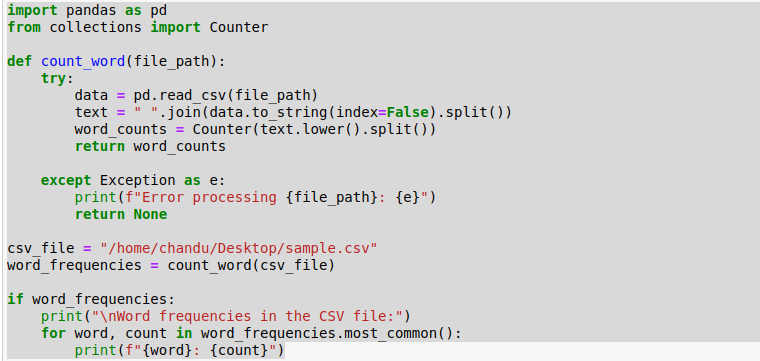 import pandas as pd
from collections import Counter

def count_word(file_path):
    try:
        data = pd.read_csv(file_path)
        text = " ".join(data.to_string(index=False).split())
        word_counts = Counter(text.lower().split())
        return word_counts

    except Exception as e:
        print(f"Error processing {file_path}: {e}")
        return None

csv_file = "/home/chandu/Desktop/sample.csv"
word_frequencies = count_word(csv_file)

if word_frequencies:
    print("\nWord frequencies in the CSV file:")
    for word, count in word_frequencies.most_common():
        print(f"{word}: {count}")